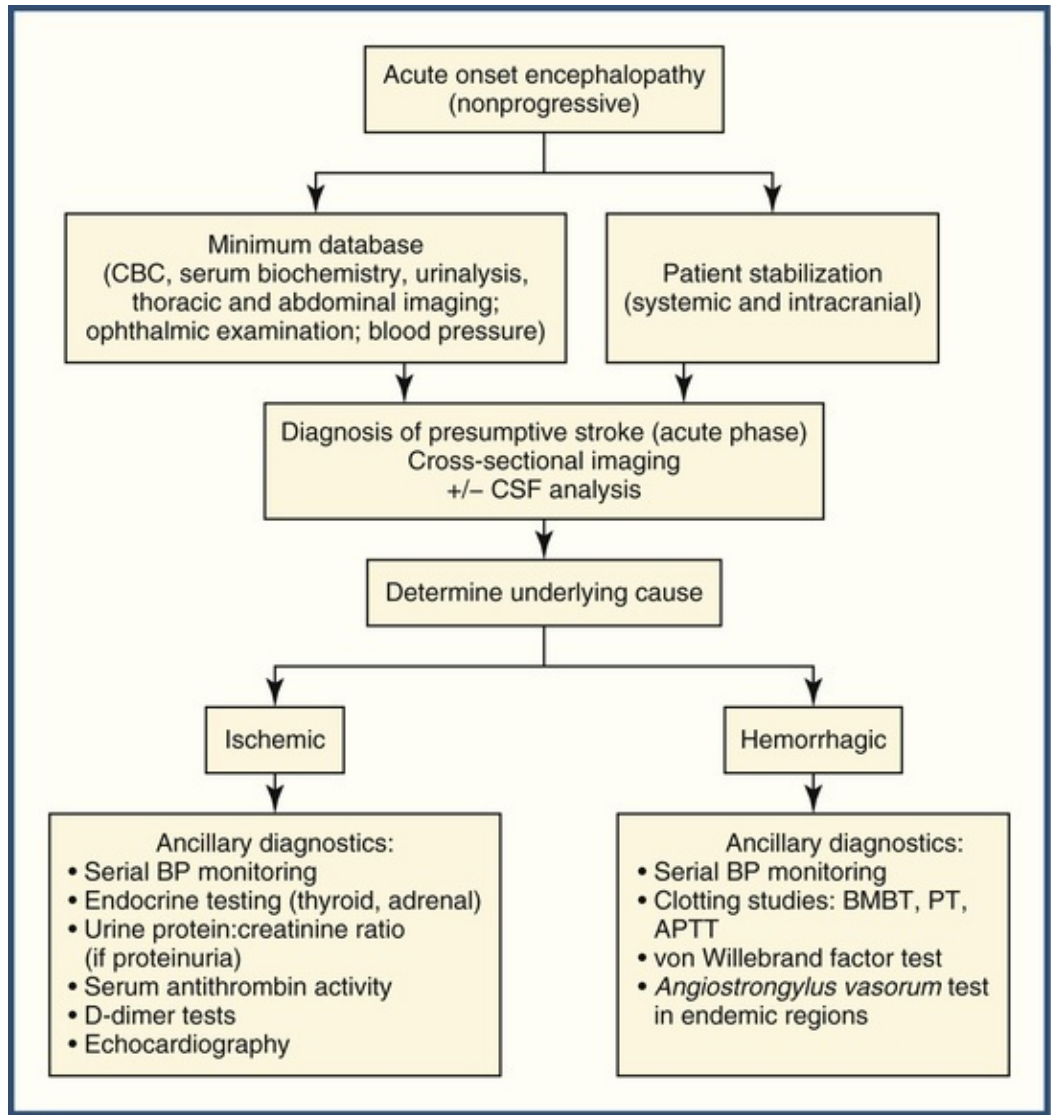 Acute onset encephalopathy
(nonprogressive)
Minimum database
(CBC, serum biochemistry, urinalysis,
thoracic and abdominal imaging;
ophthalmic examination; blood pressure)
Patient stabilization
(systemic and intracranial)
Diagnosis of presumptive stroke (acute phase)
Cross-sectional imaging
+/– CSF analysis
Determine underlying cause
Ischemic
Hemorrhagic
Ancillary diagnostics:
• Serial BP monitoring
• Endocrine testing (thyroid, adrenal)
• Urine protein:creatinine ratio
(if proteinuria)
• Serum antithrombin activity
• D-dimer tests
• Echocardiography
Ancillary diagnostics:
• Serial BP monitoring
• Clotting studies: BMBT, PT,
APTT
• von Willebrand factor test
• Angiostrongylus vasorum test
in endemic regions